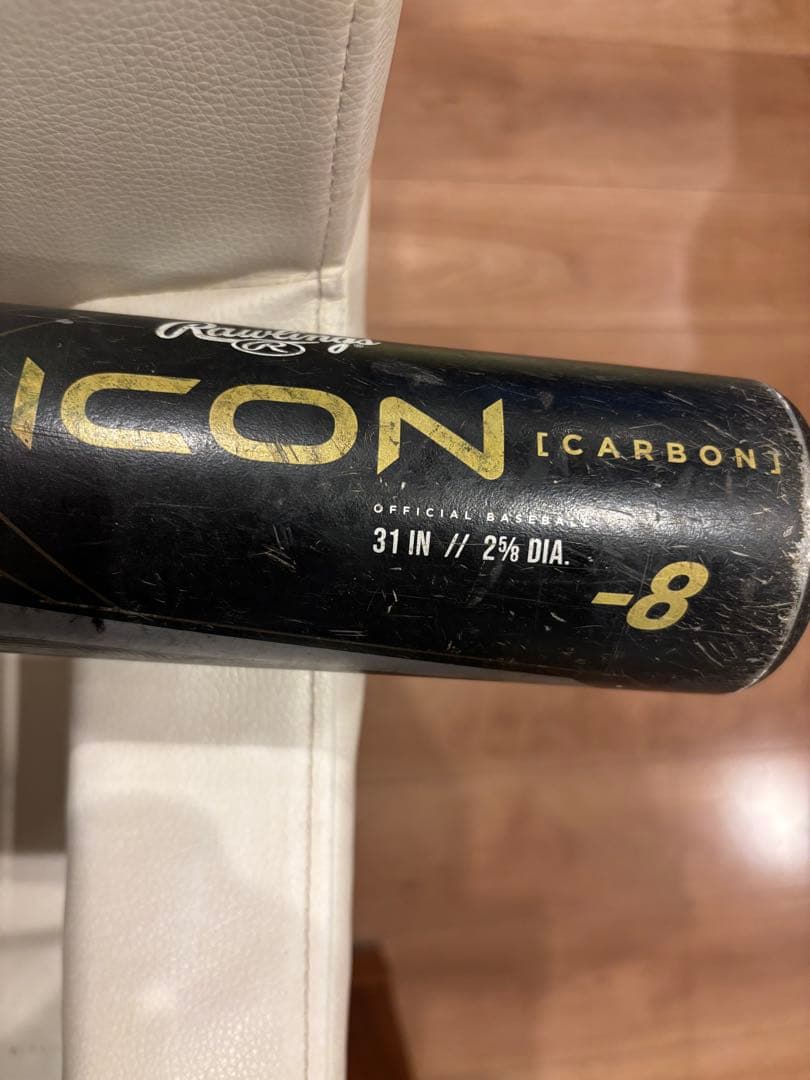 Rawlings
R
ICON [CARBON]
OFFICIAL BASEBALL
31 IN // 2⅝ DIA.
-8